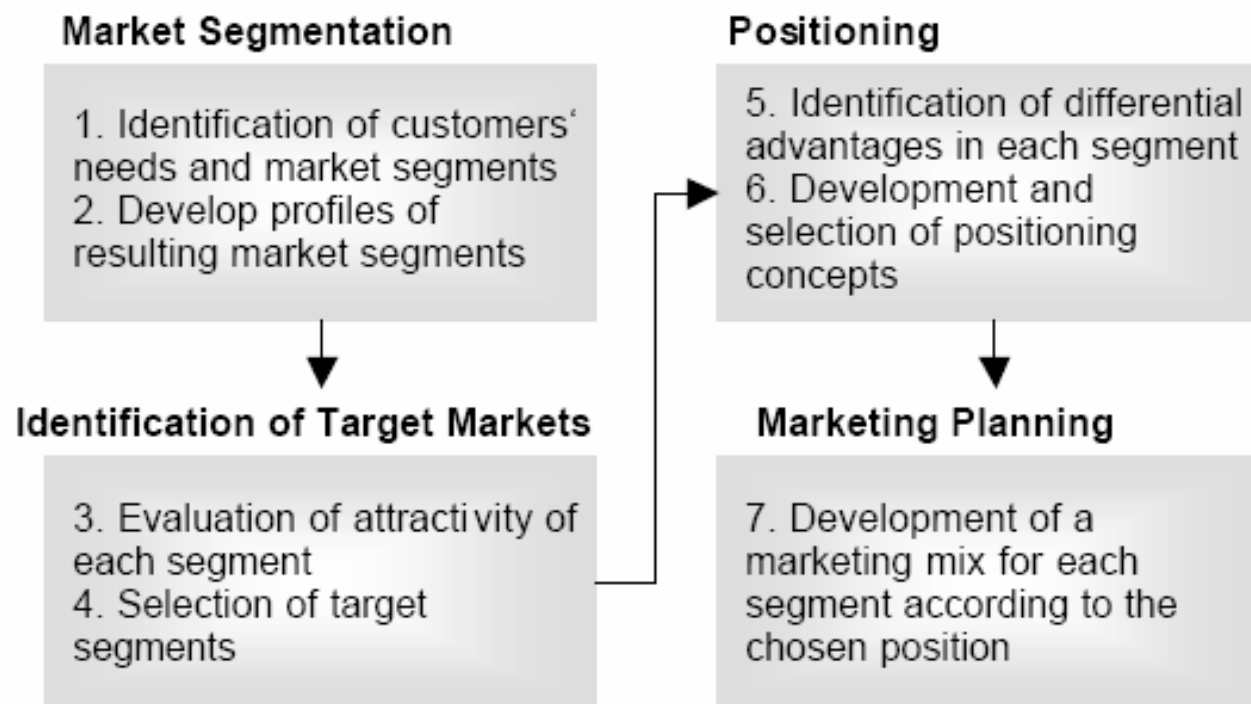 Market Segmentation
1. Identification of customers‘
needs and market segments
2. Develop profiles of
resulting market segments
Identification of Target Markets
3. Evaluation of attractivity of
each segment
4. Selection of target
segments
Positioning
5. Identification of differential
advantages in each segment
6. Development and
selection of positioning
concepts
Marketing Planning
7. Development of a
marketing mix for each
segment according to the
chosen position